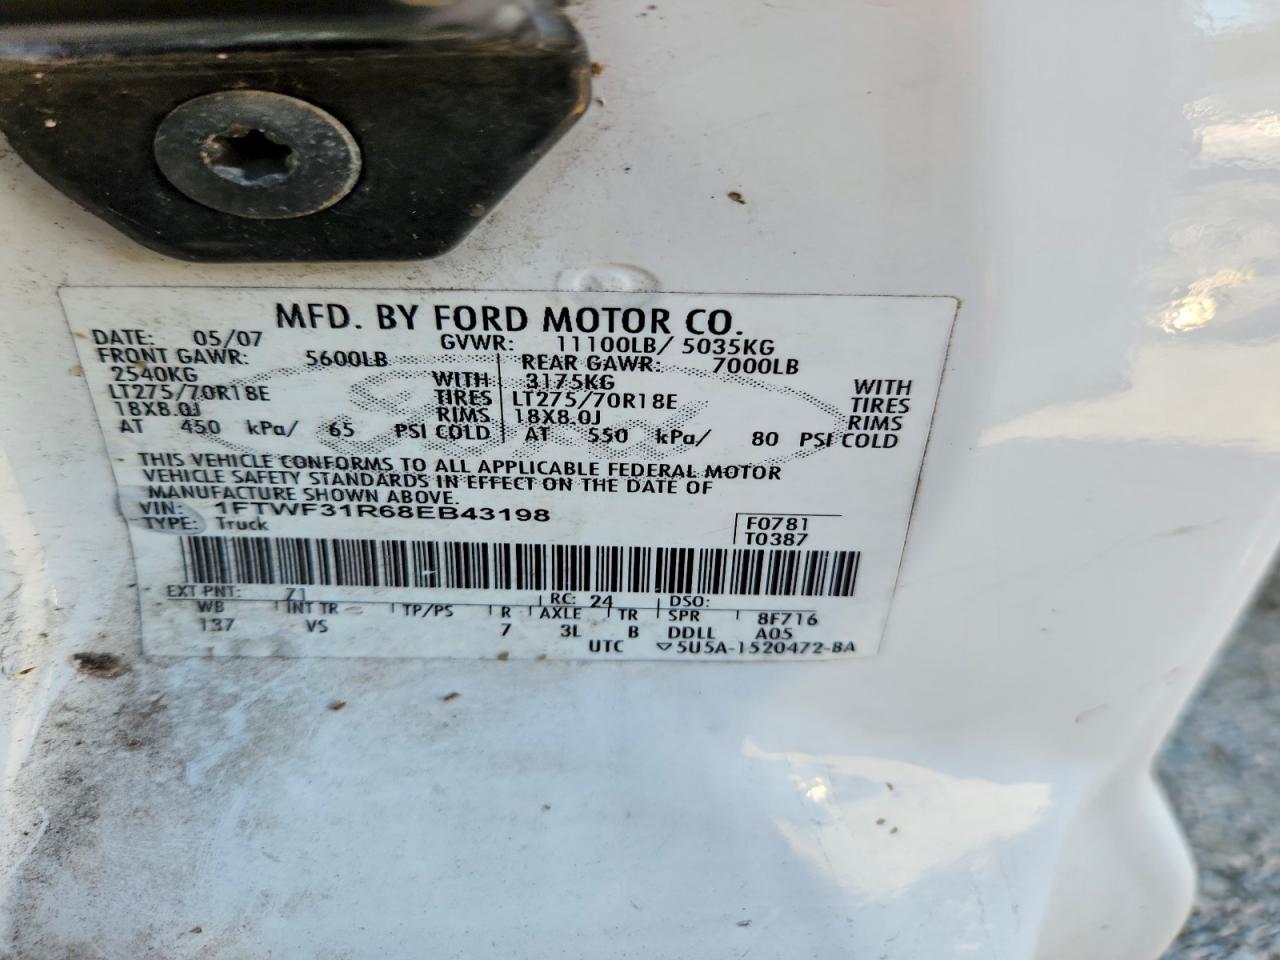 MFD. BY FORD MOTOR CO.
DATE: 05/07 GVWR: 11100LB/ 5035KG
FRONT GAWR: 5600LB REAR GAWR: 7000LB
2540KG WITH 3175KG WITH
LT275/70R18E TIRES LT275/70R18E TIRES
18X8.0J RIMS 18X8.0J RIMS
AT 450 kPa/ 65 PSI COLD AT 550 kPa/ 80 PSI COLD
THIS VEHICLE CONFORMS TO ALL APPLICABLE FEDERAL MOTOR
VEHICLE SAFETY STANDARDS IN EFFECT ON THE DATE OF
MANUFACTURE SHOWN ABOVE.
VIN: 1FTWF31R68EB43198 F0781
TYPE: Truck T0387
EXT PNT: Z1 RC: 24 DSO:
WB INT TR TP/PS R AXLE TR SPR 8F716
137 VS 7 3L B DDLL A05
UTC ▽5U5A-1520472-BA